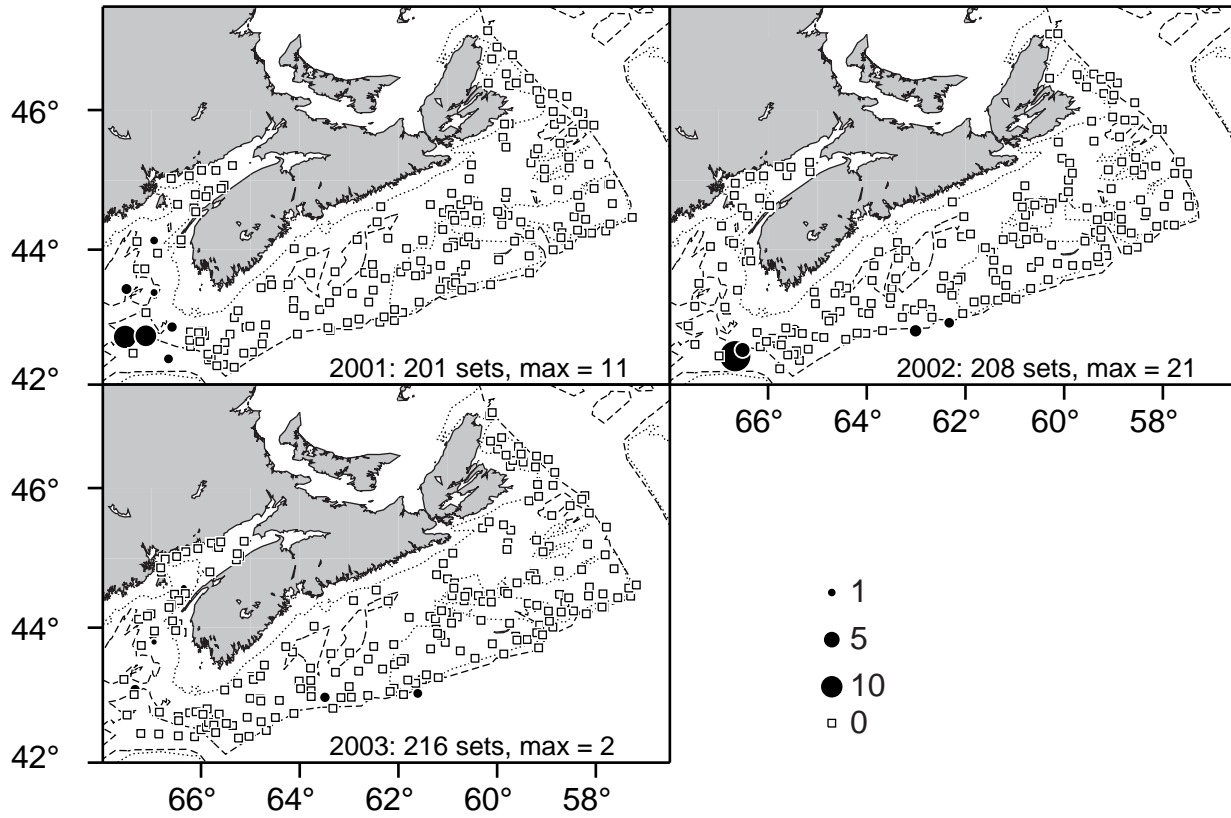 46°
44°
42°
2001: 201 sets, max = 11
2002: 208 sets, max = 21
66° 64° 62° 60° 58°
46°
44°
42°
2003: 216 sets, max = 2
66° 64° 62° 60° 58°
1
5
10
0